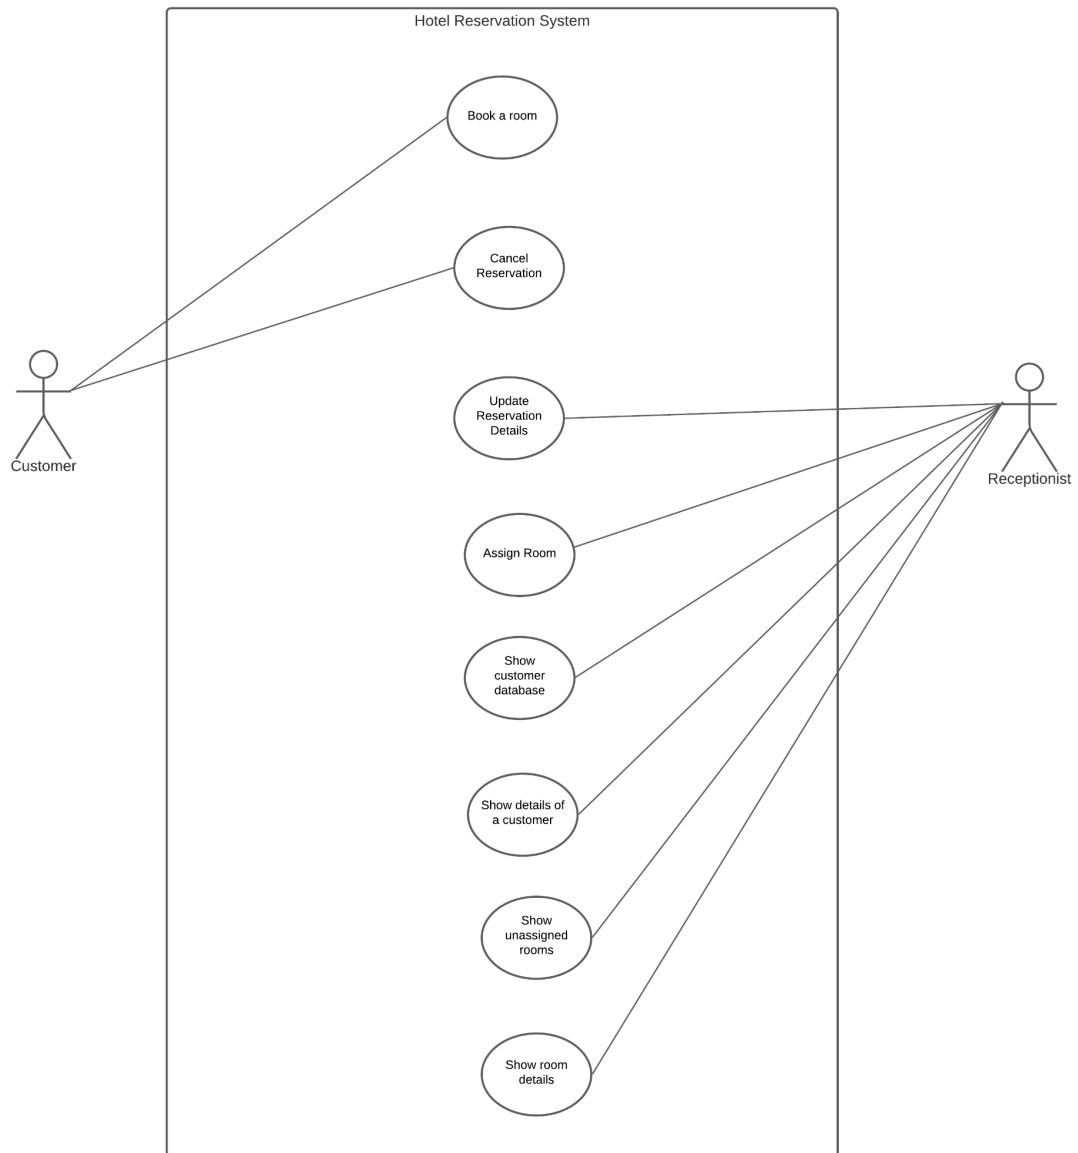 Hotel Reservation System
Book a room
Cancel
Reservation
Update
Reservation
Details
Customer
Receptionist
Assign Room
Show
customer
database
Show details of
a customer
Show
unassigned
rooms
Show room
details